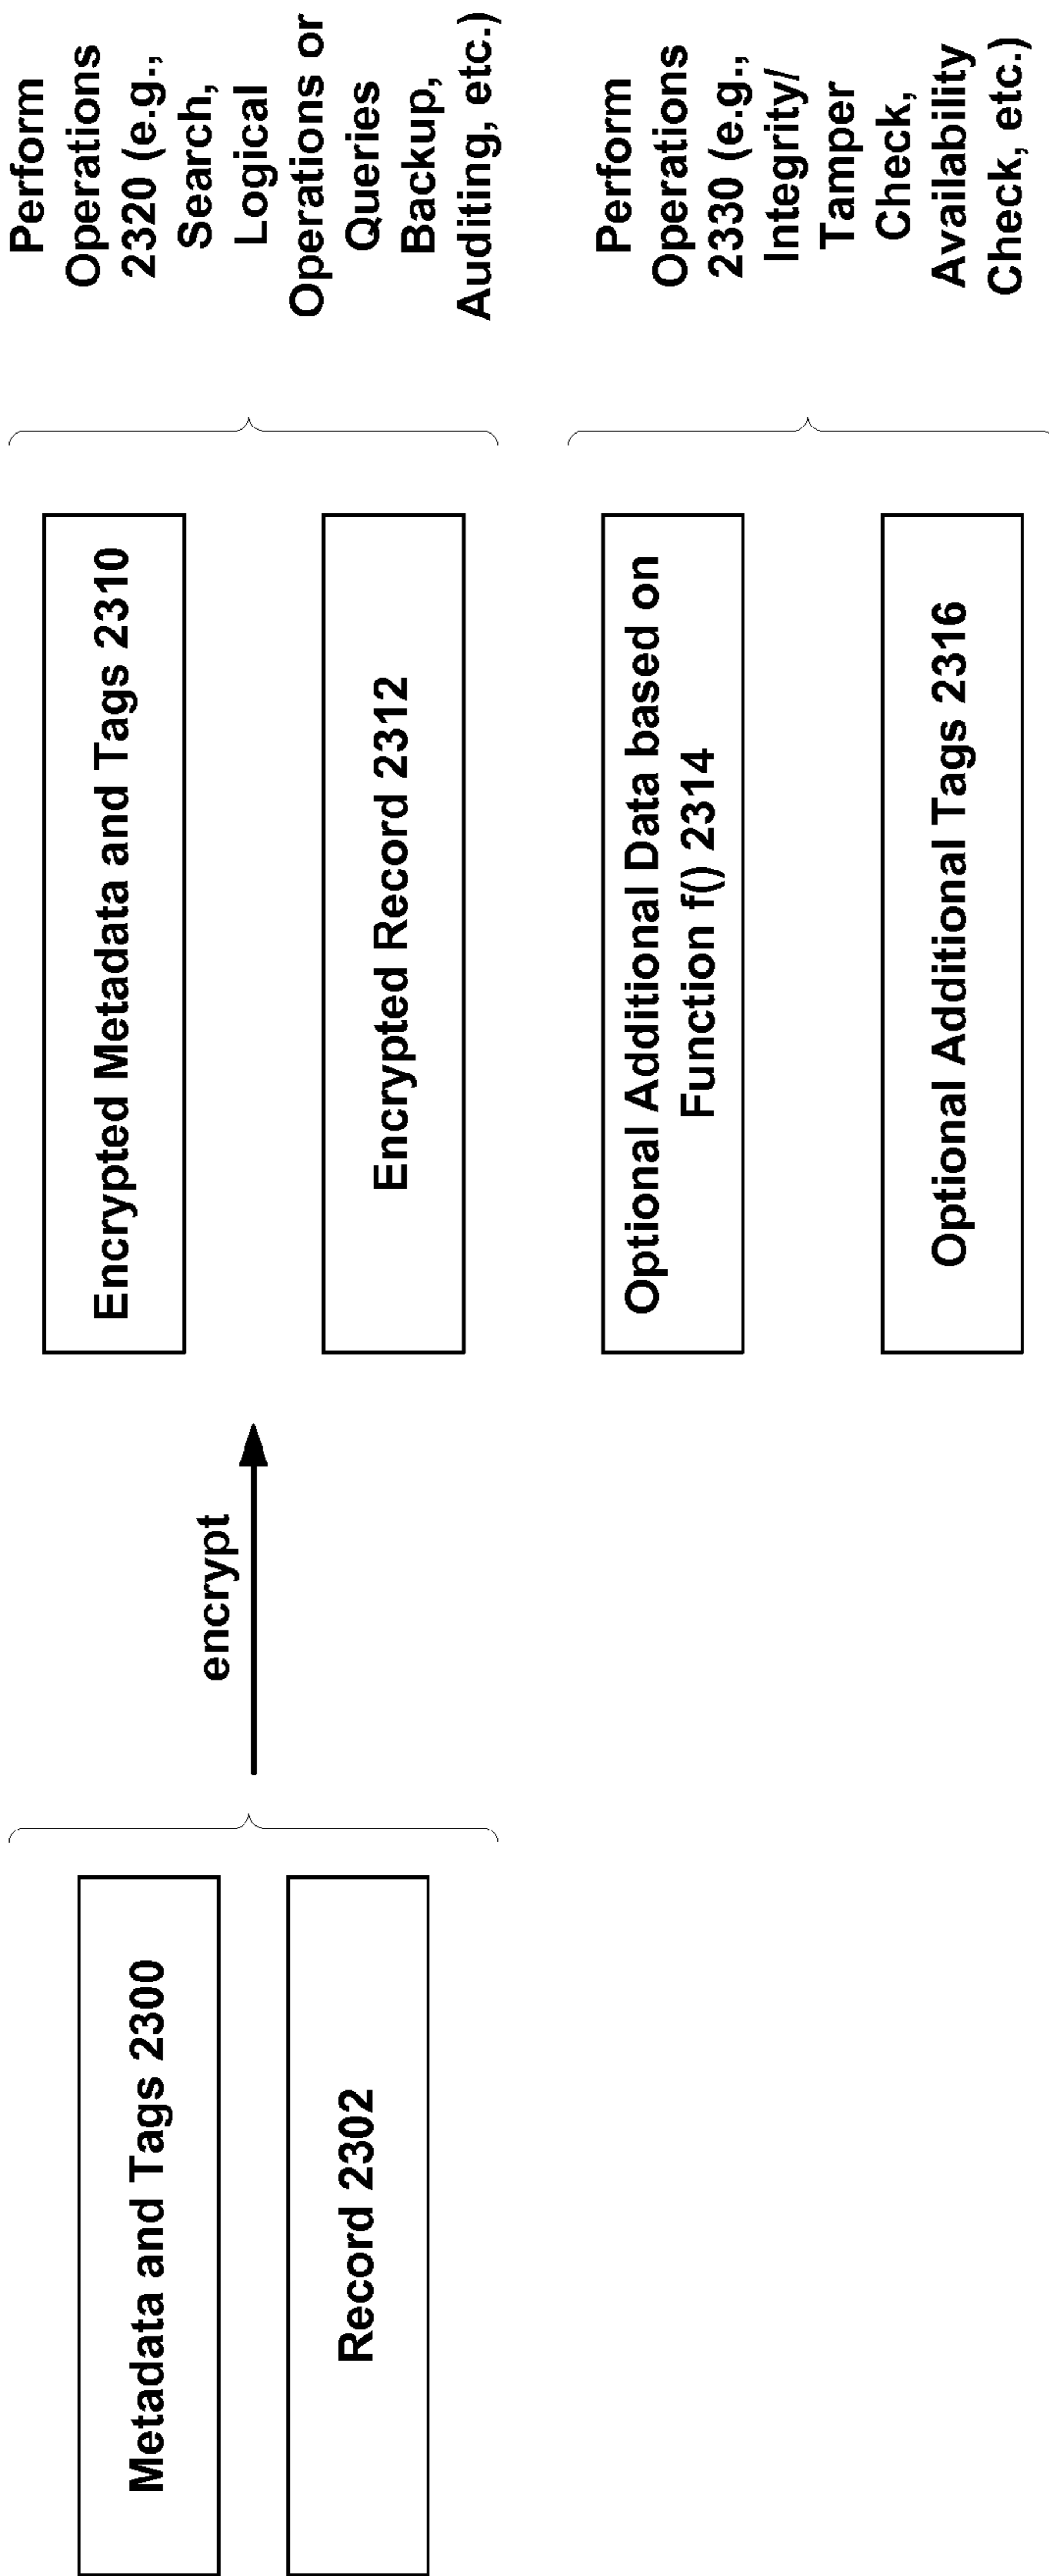 Metadata and Tags 2300
Record 2302
encrypt
Encrypted Metadata and Tags 2310
Encrypted Record 2312
Optional Additional Data based on
Function f() 2314
Optional Additional Tags 2316
Perform
Operations
2320 (e.g.,
Search,
Logical
Operations or
Queries
Backup,
Auditing, etc.)
Perform
Operations
2330 (e.g.,
Integrity/
Tamper
Check,
Availability
Check, etc.)